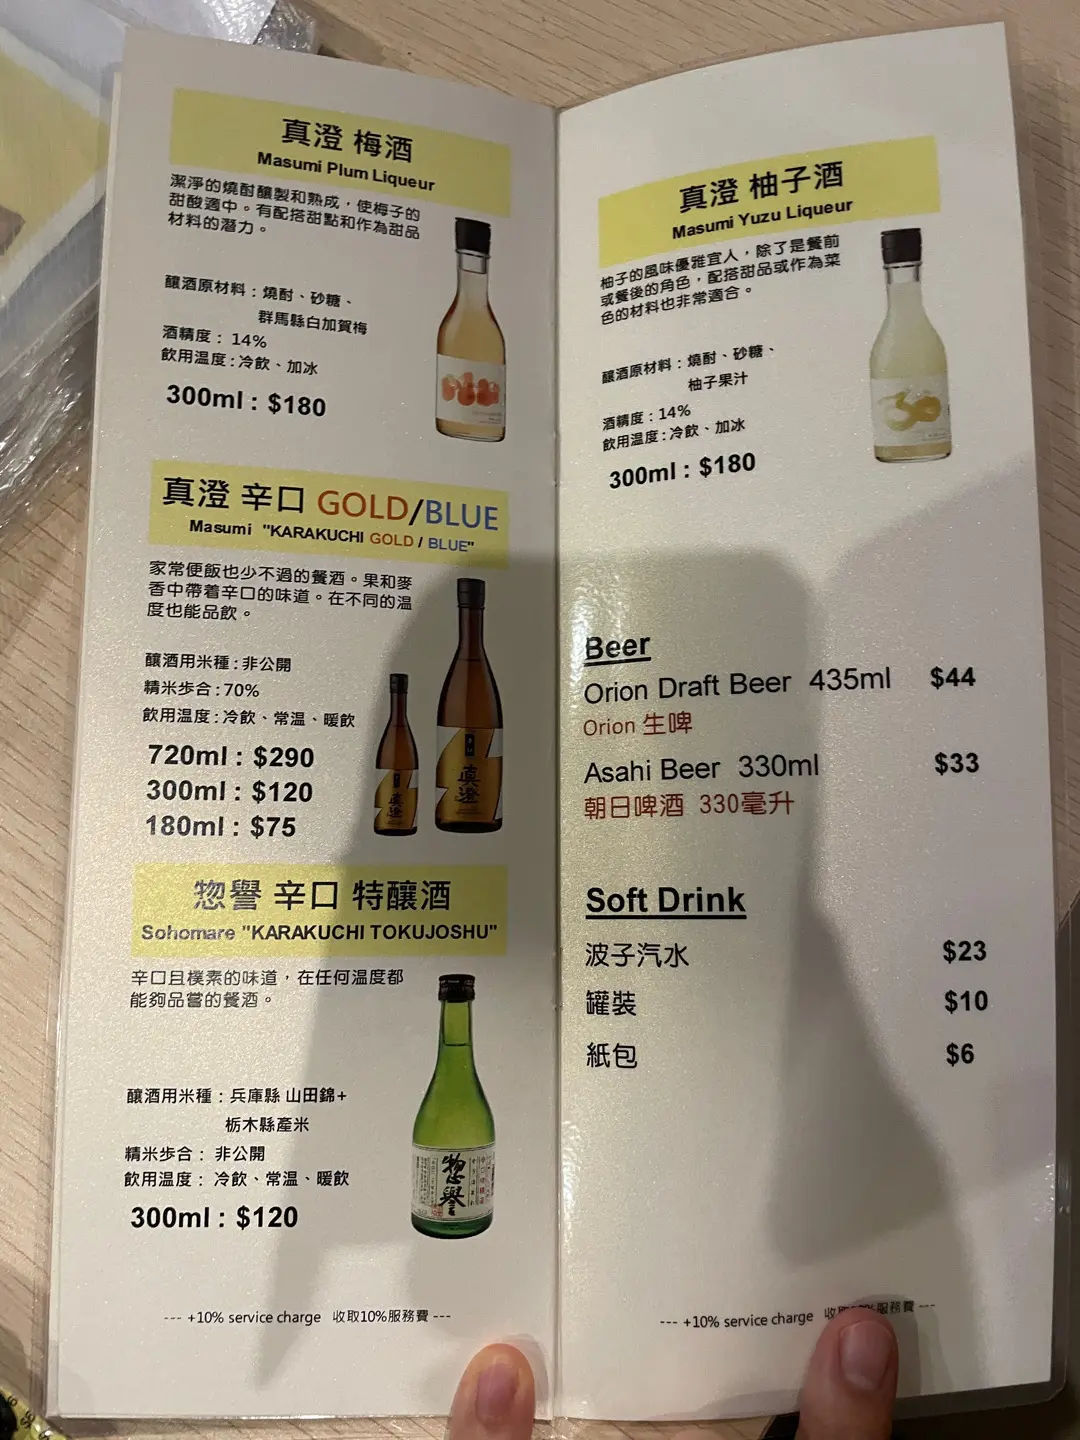 真澄 梅酒
Masumi Plum Liqueur
潔淨的燒酎釀製和熟成，使梅子的
甜酸適中。有配搭甜點和作為甜品
材料的潛力。
釀酒原材料：燒酎、砂糖、
群馬縣白加賀梅
酒精度：14%
飲用溫度：冷飲、加冰
300ml : $180
真澄 辛口 GOLD/BLUE
Masumi "KARAKUCHI GOLD / BLUE"
家常便飯也少不過的餐酒。果和麥
香中帶着辛口的味道。在不同的溫
度也能品飲。
釀酒用米種：非公開
精米歩合：70%
飲用溫度：冷飲、常溫、暖飲
720ml : $290
300ml : $120
180ml : $75
真澄
真澄
惣譽 辛口 特釀酒
Sohomare "KARAKUCHI TOKUJOSHU"
辛口且樸素的味道，在任何溫度都
能夠品嘗的餐酒。
釀酒用米種：兵庫縣 山田錦+
栃木縣產米
精米步合： 非公開
飲用溫度： 冷飲、常溫、暖飲
300ml : $120
惣譽
--- +10% service charge 收取10%服務費 ---
真澄 柚子酒
Masumi Yuzu Liqueur
柚子的風味優雅宜人，除了是餐前
或餐後的角色，配搭甜品或作為菜
色的材料也非常適合。
釀酒原材料：燒酎、砂糖、
柚子果汁
酒精度：14%
飲用溫度：冷飲、加冰
300ml : $180
Beer
Orion Draft Beer 435ml $44
Orion 生啤
Asahi Beer 330ml $33
朝日啤酒 330毫升
Soft Drink
波子汽水 $23
罐裝 $10
紙包 $6
--- +10% service charge 服務費 ---